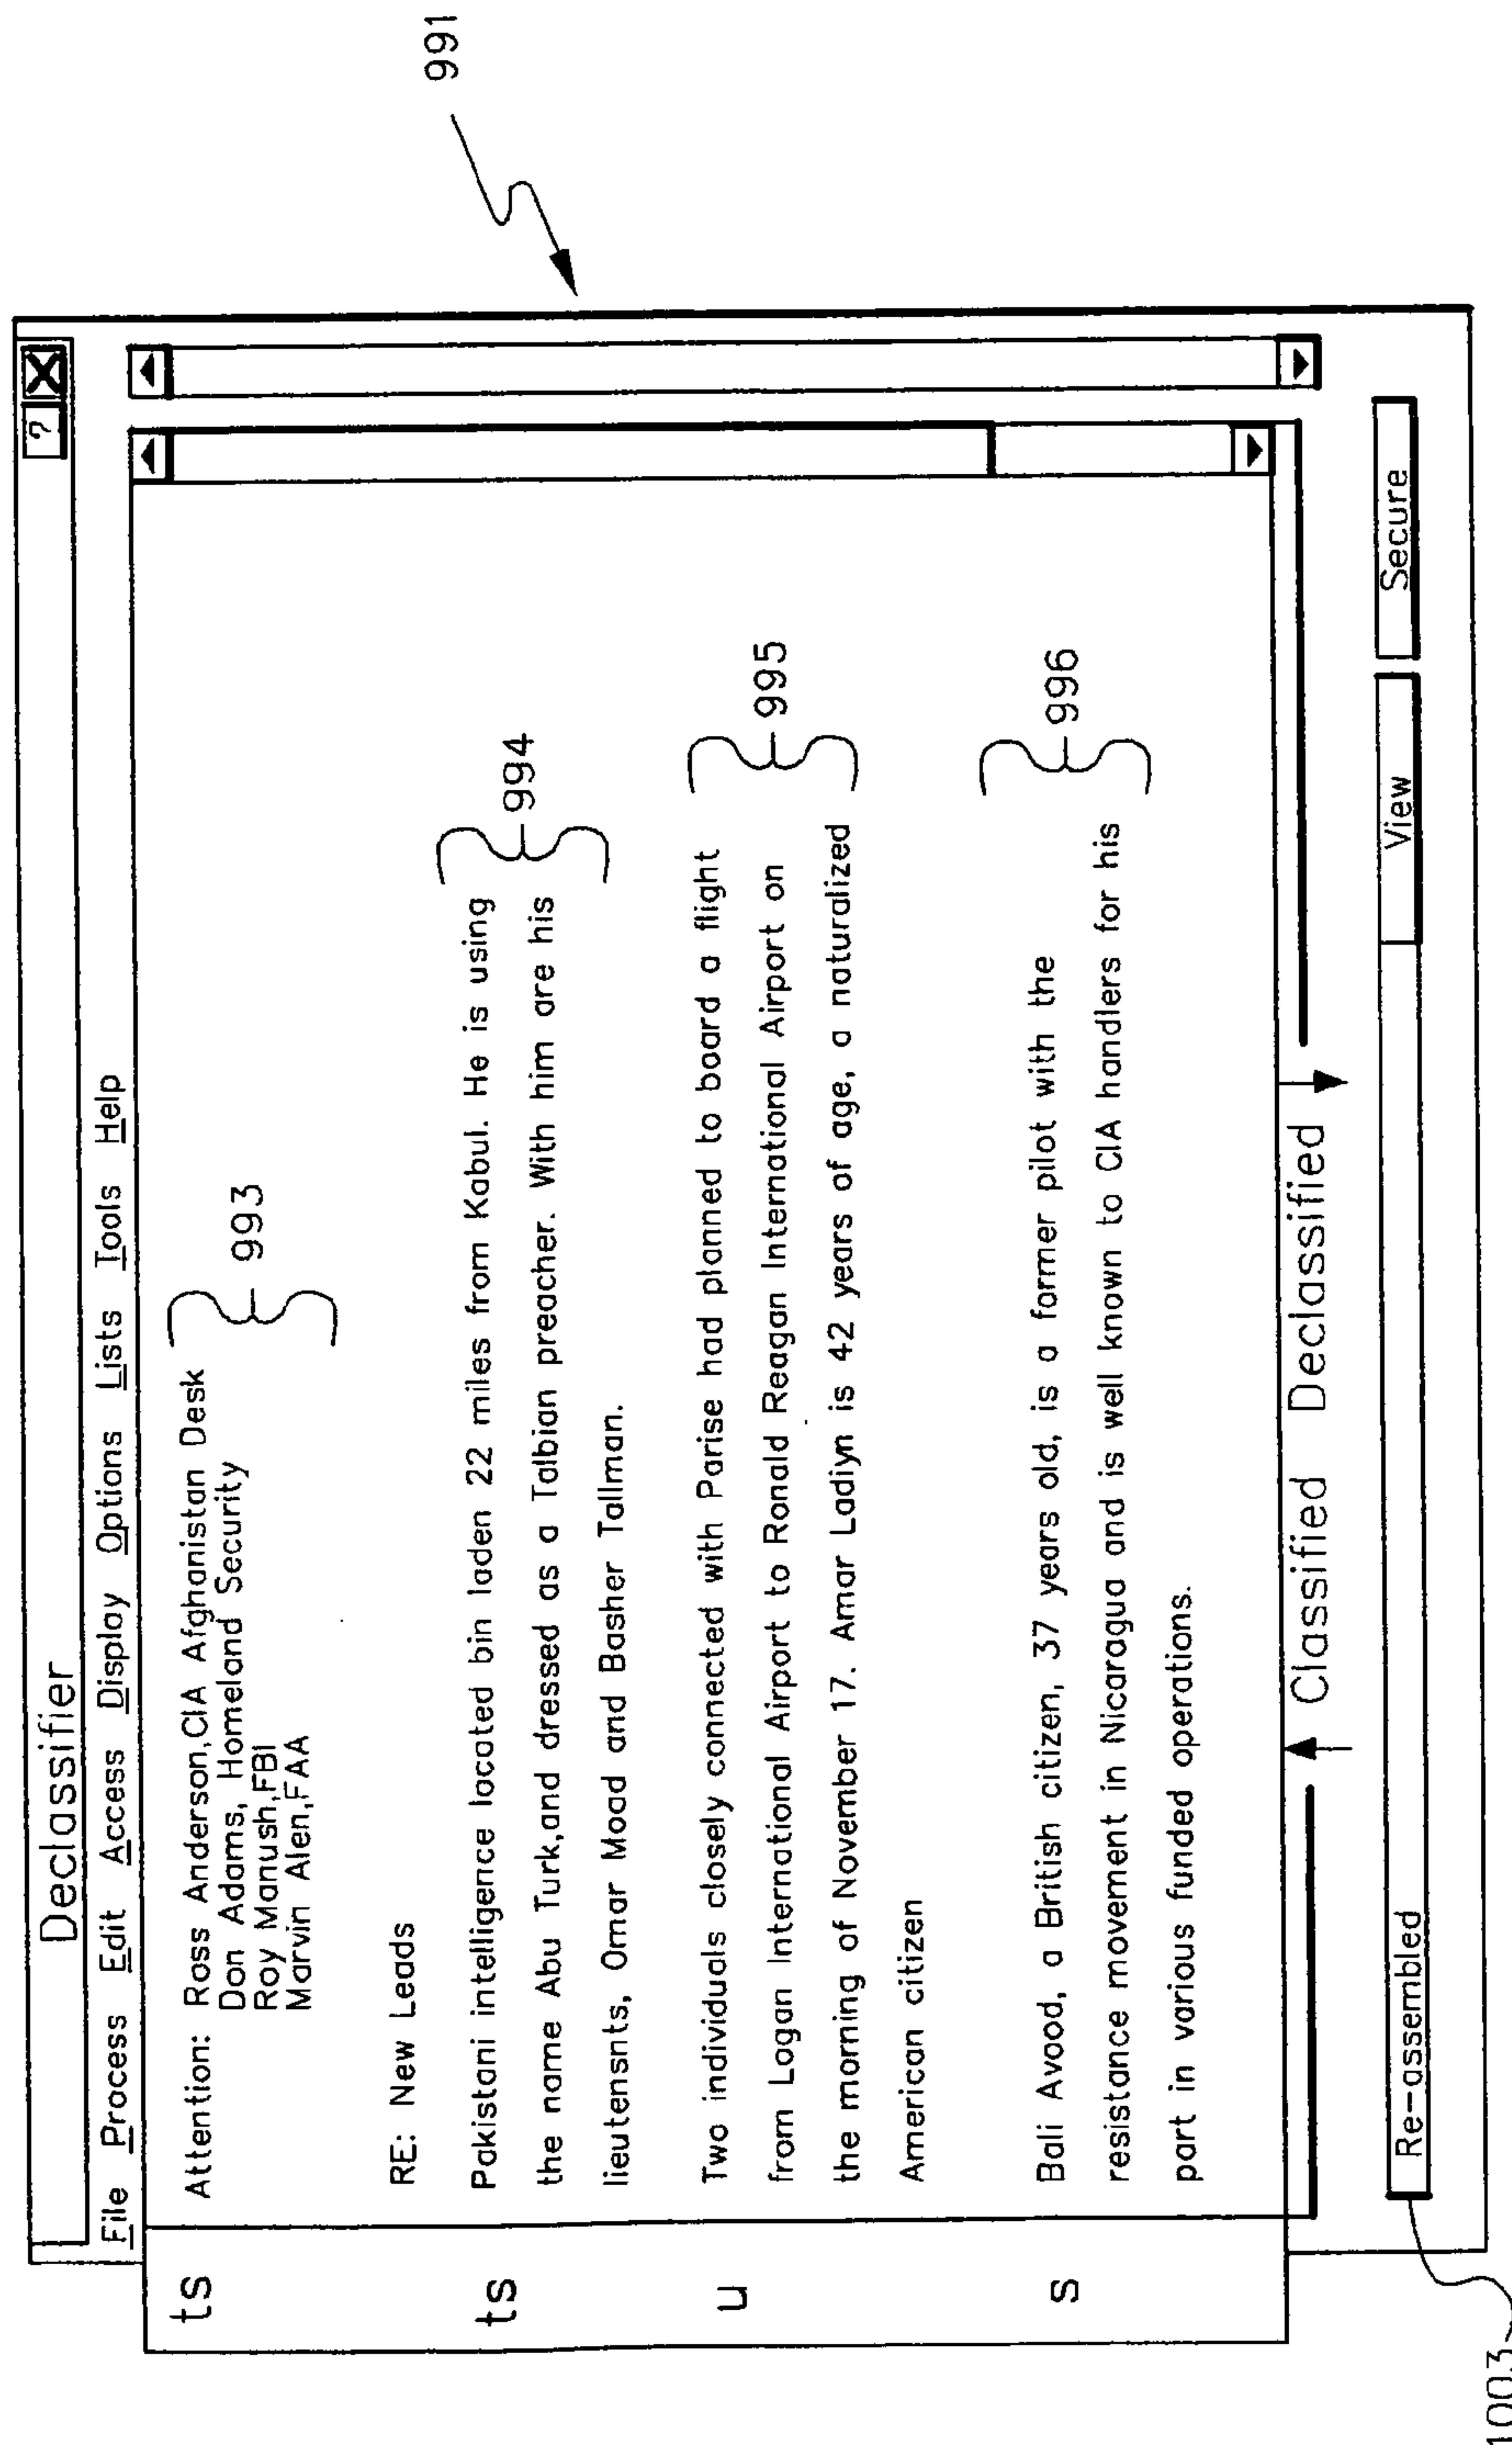 Declassifier
? X
File Process Edit Access Display Options Lists Tools Help
ts Attention: Ross Anderson,CIA Afghanistan Desk
Don Adams, Homeland Security
Roy Manush,FBI
Marvin Alen,FAA
993
RE: New Leads
ts Pakistani intelligence located bin laden 22 miles from Kabul. He is using
the name Abu Turk,and dressed as a Talbian preacher. With him are his
lieutensnts, Omar Moad and Basher Tallman.
994
u Two individuals closely connected with Parise had planned to board a flight
from Logan International Airport to Ronald Reagan International Airport on
the morning of November 17. Amar Ladiyn is 42 years of age, a naturalized
American citizen
995
s Bali Avood, a British citizen, 37 years old, is a former pilot with the
resistance movement in Nicaragua and is well known to CIA handlers for his
part in various funded operations.
996
Classified Declassified
Re-assembled View Secure
991
1003